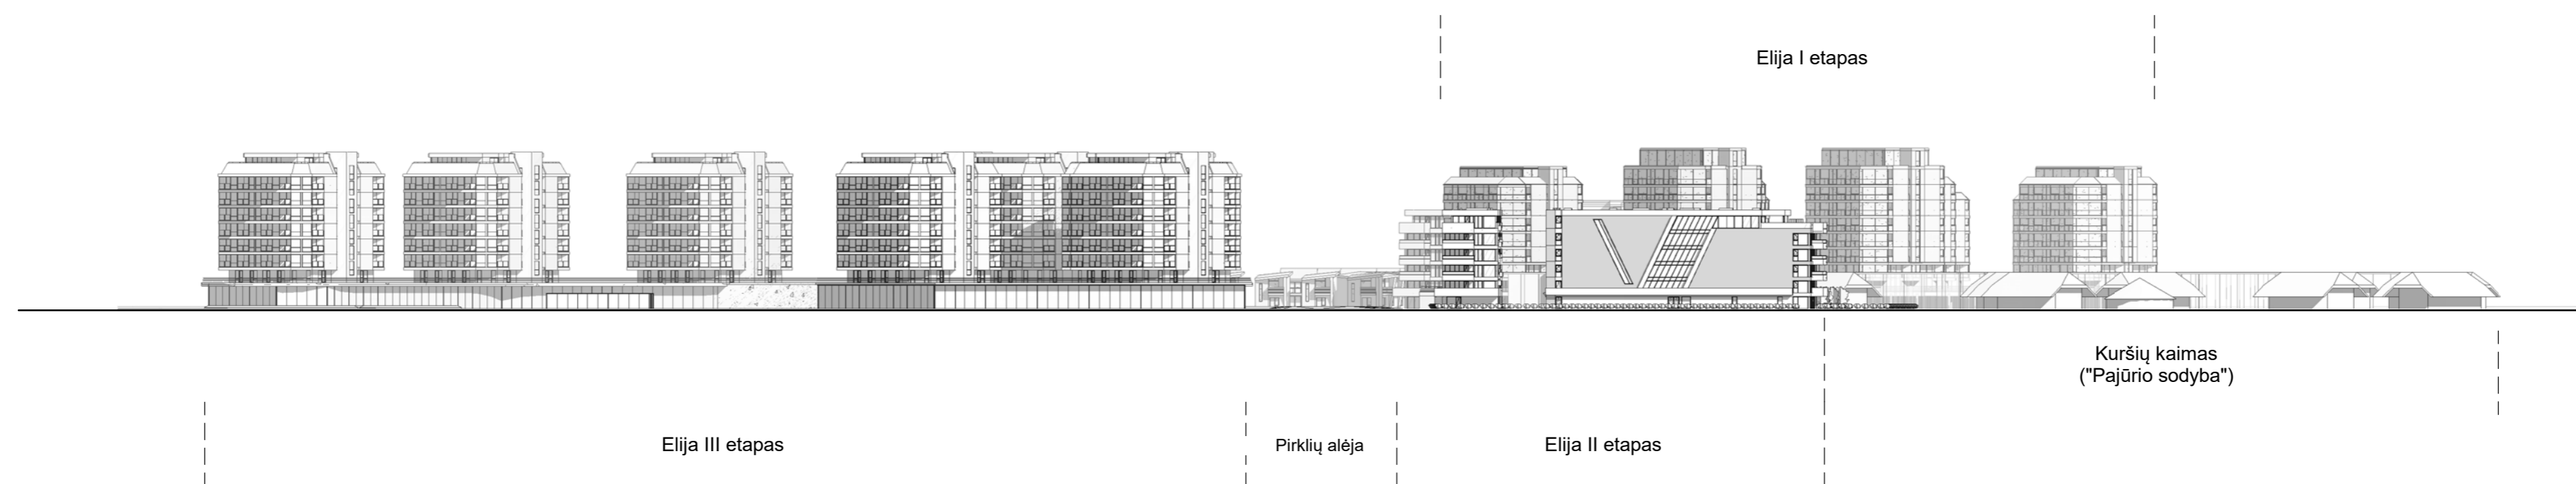 Elija I etapas
Kuršių kaimas
("Pajūrio sodyba")
Elija III etapas
Pirklių alėja
Elija II etapas